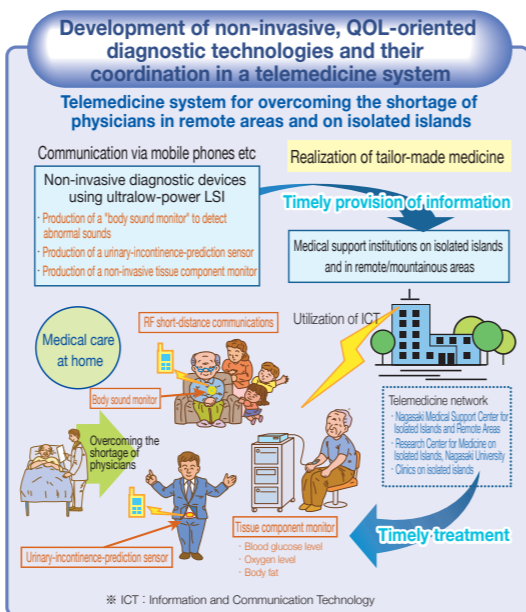 Development of non-invasive, QOL-oriented
diagnostic technologies and their
coordination in a telemedicine system
Telemedicine system for overcoming the shortage of
physicians in remote areas and on isolated islands
Communication via mobile phones etc
Realization of tailor-made medicine
Non-invasive diagnostic devices
using ultralow-power LSI
· Production of a "body sound monitor" to detect
abnormal sounds
· Production of a urinary-incontinence-prediction sensor
· Production of a non-invasive tissue component monitor
Timely provision of information
Medical support institutions on isolated islands
and in remote/mountainous areas
RF short-distance communications
Utilization of ICT
Medical care
at home
Body sound monitor
Telemedicine network
· Nagasaki Medical Support Center for
Isolated Islands and Remote Areas
· Research Center for Medicine on
Isolated Islands, Nagasaki University
· Clinics on isolated islands
Overcoming the
shortage of
physicians
Tissue component monitor
· Blood glucose level
· Oxygen level
· Body fat
Timely treatment
Urinary-incontinence-prediction sensor
※ ICT : Information and Communication Technology